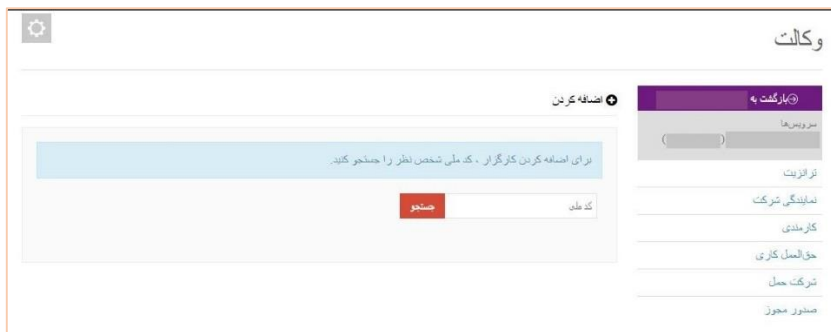 وکالت
بازگشت به
سرویس‌ها
( )
ترانزیت
نمایندگی شرکت
کارمندی
حق‌العمل کاری
شرکت حمل
صدور مجوز
اضافه کردن
برای اضافه کردن کارگزار ، کد ملی شخص نظر را جستجو کنید.
کد ملی
جستجو